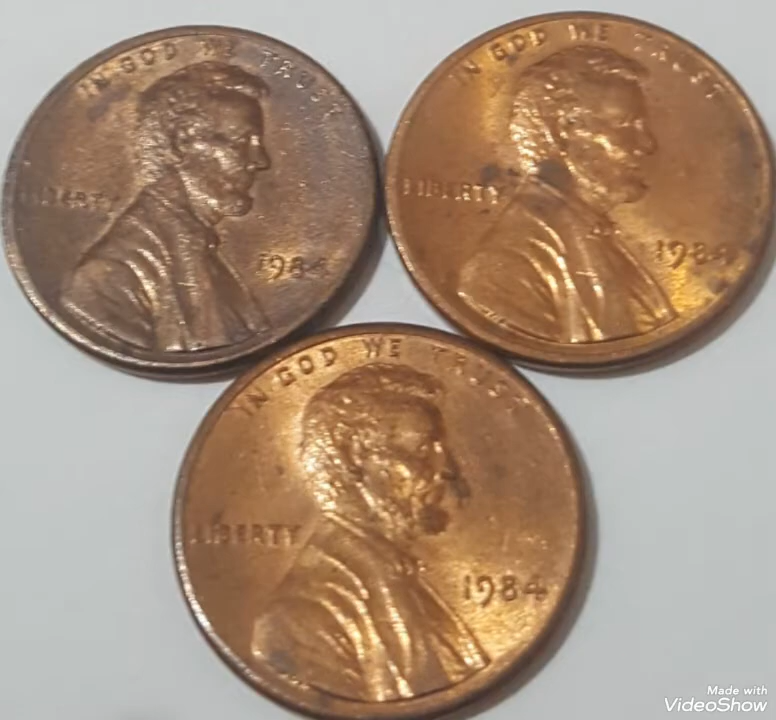 IN GOD WE TRUST
LIBERTY
1984
IN GOD WE TRUST
LIBERTY
1984
IN GOD WE TRUST
LIBERTY
1984
Made with
VideoShow